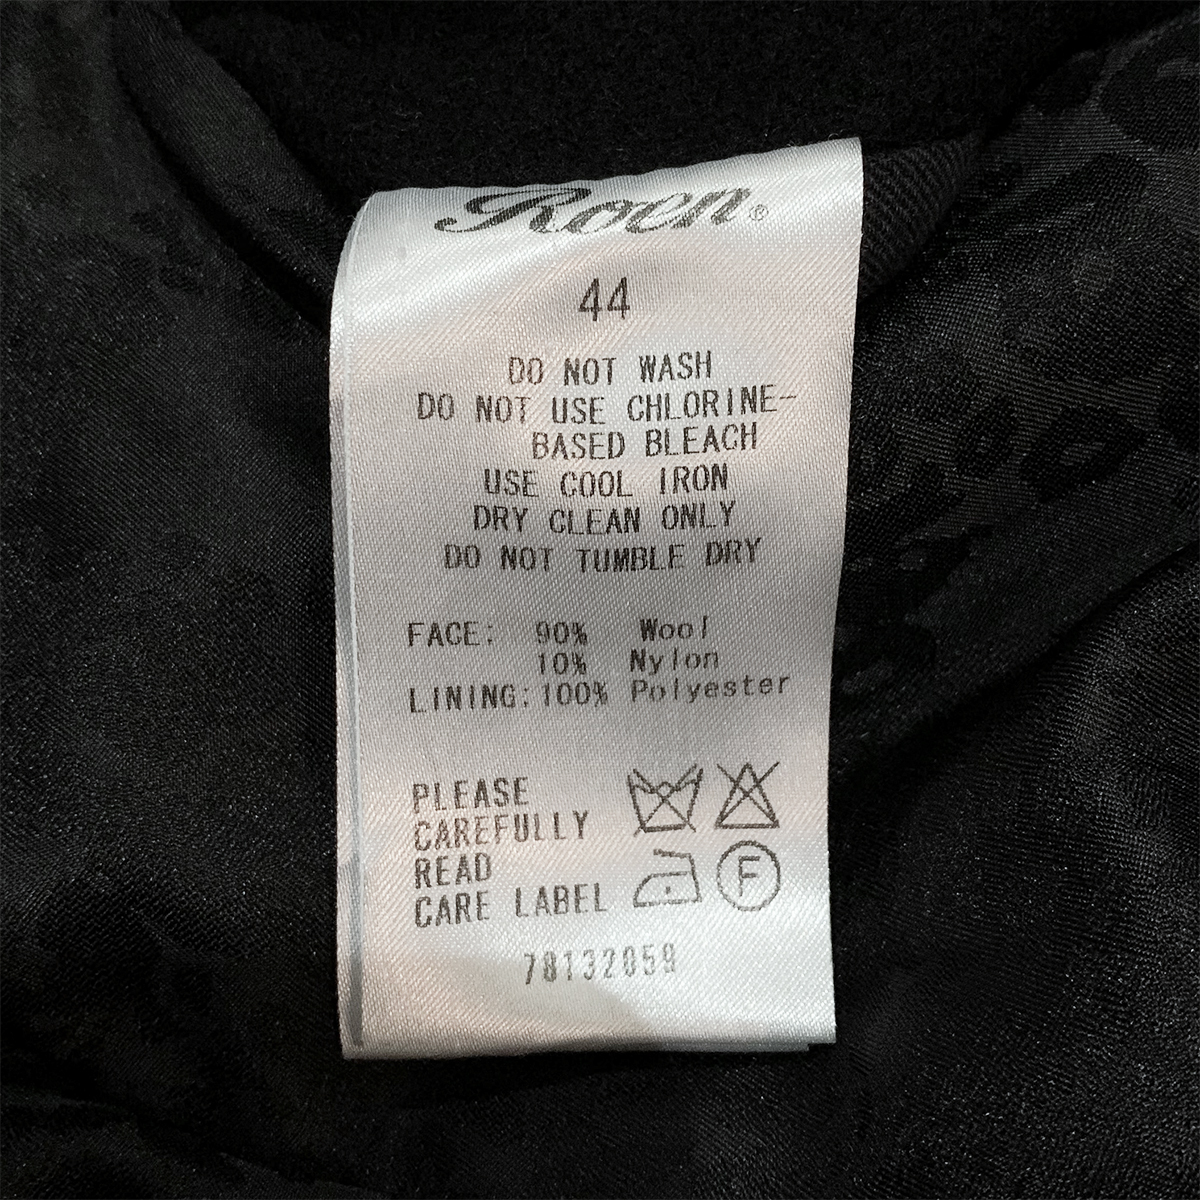 Roen®
44
DO NOT WASH
DO NOT USE CHLORINE-
BASED BLEACH
USE COOL IRON
DRY CLEAN ONLY
DO NOT TUMBLE DRY
FACE: 90% Wool
10% Nylon
LINING:100% Polyester
PLEASE
CAREFULLY
READ
CARE LABEL
F
78132059